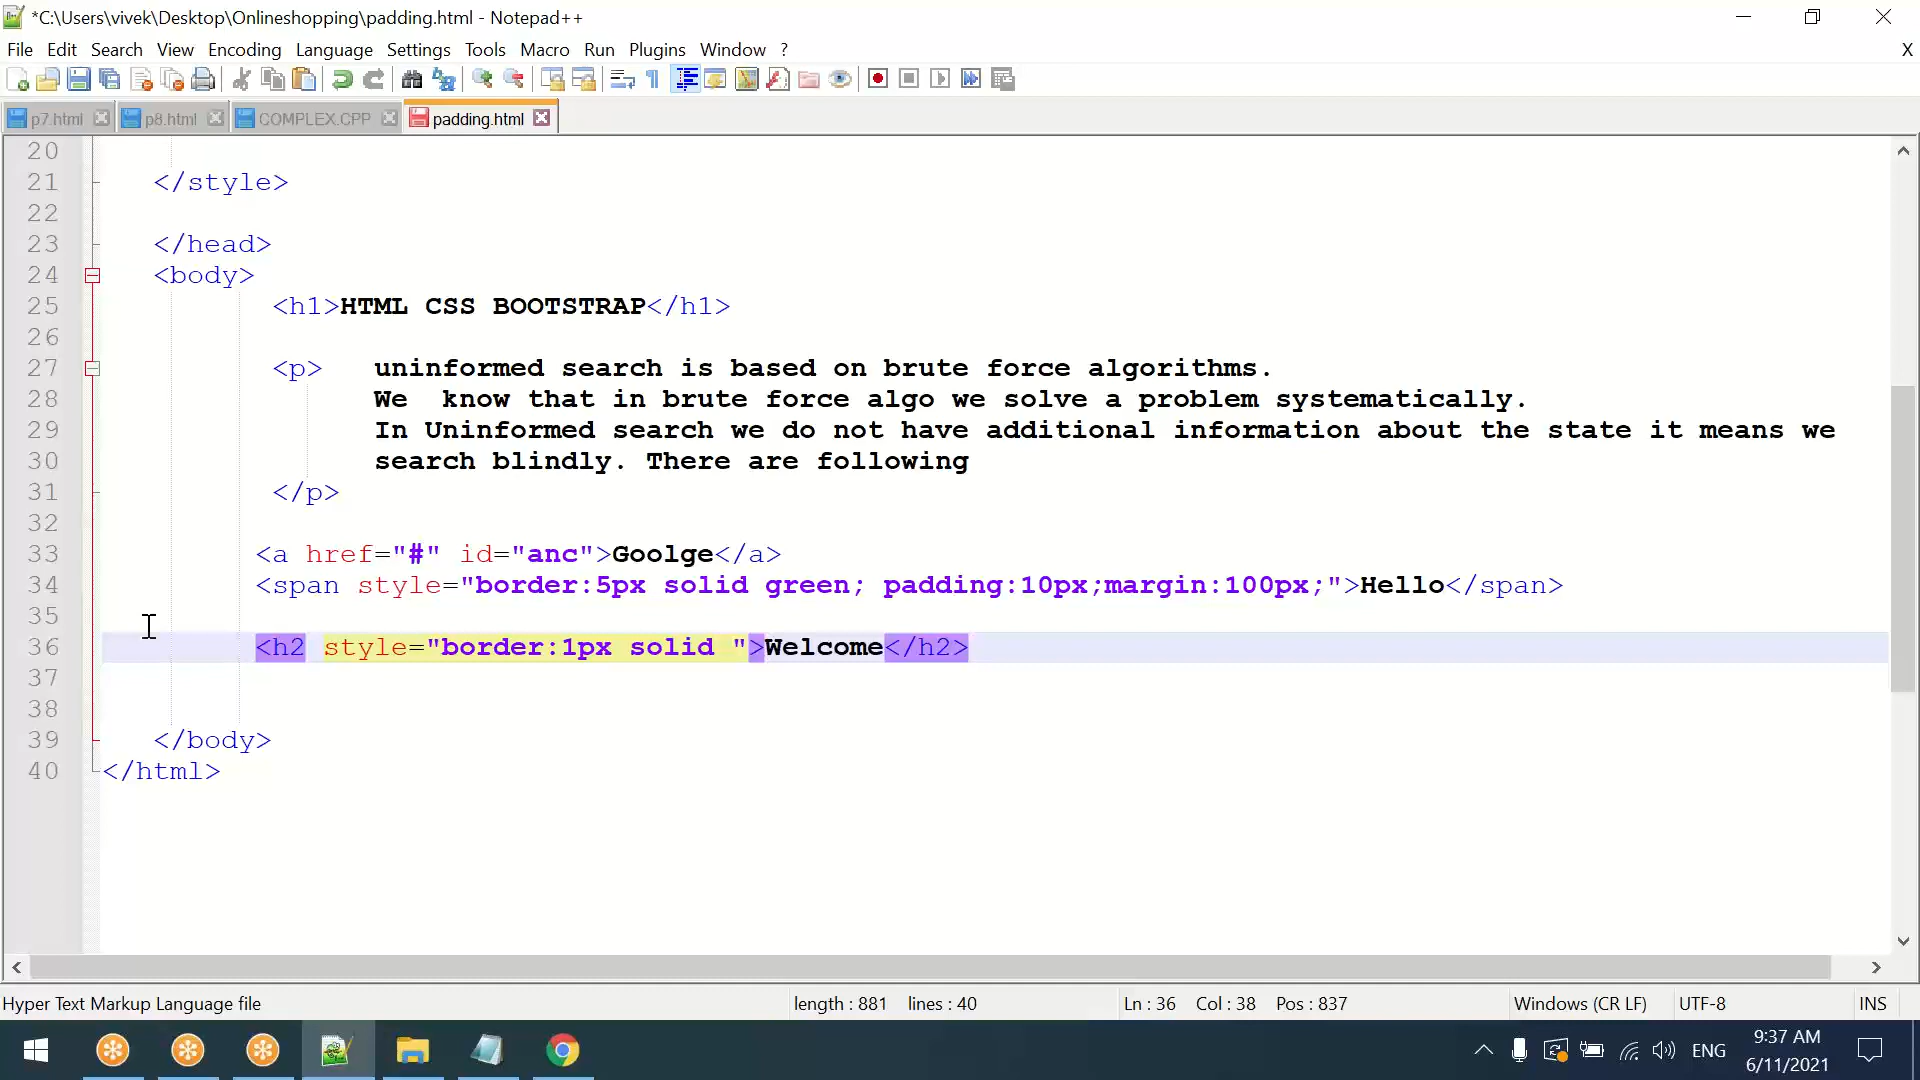 *C:\Users\vivek\Desktop\Onlineshopping\padding.html - Notepad++
File Edit Search View Encoding Language Settings Tools Macro Run Plugins Window ? X
p7.html p8.html COMPLEX.CPP padding.html
20
21 </style>
22
23 </head>
24 <body>
25 <h1>HTML CSS BOOTSTRAP</h1>
26
27 <p> uninformed search is based on brute force algorithms.
28 We know that in brute force algo we solve a problem systematically.
29 In Uninformed search we do not have additional information about the state it means we
30 search blindly. There are following
31 </p>
32
33 <a href="#" id="anc">Goolge</a>
34 <span style="border:5px solid green; padding:10px;margin:100px;">Hello</span>
35
36 <h2 style="border:1px solid ">Welcome</h2>
37
38
39 </body>
40 </html>
Hyper Text Markup Language file length : 881 lines : 40 Ln : 36 Col : 38 Pos : 837 Windows (CR LF) UTF-8 INS
ENG 9:37 AM
6/11/2021